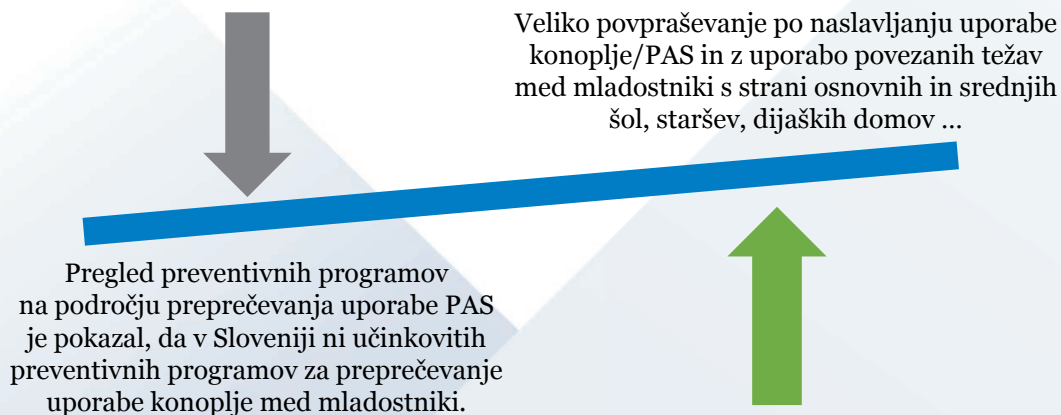 Veliko povpraševanje po naslavljanju uporabe
konoplje/PAS in z uporabo povezanih težav
med mladostniki s strani osnovnih in srednjih
šol, staršev, dijaških domov ...
Pregled preventivnih programov
na področju preprečevanja uporabe PAS
je pokazal, da v Sloveniji ni učinkovitih
preventivnih programov za preprečevanje
uporabe konoplje med mladostniki.